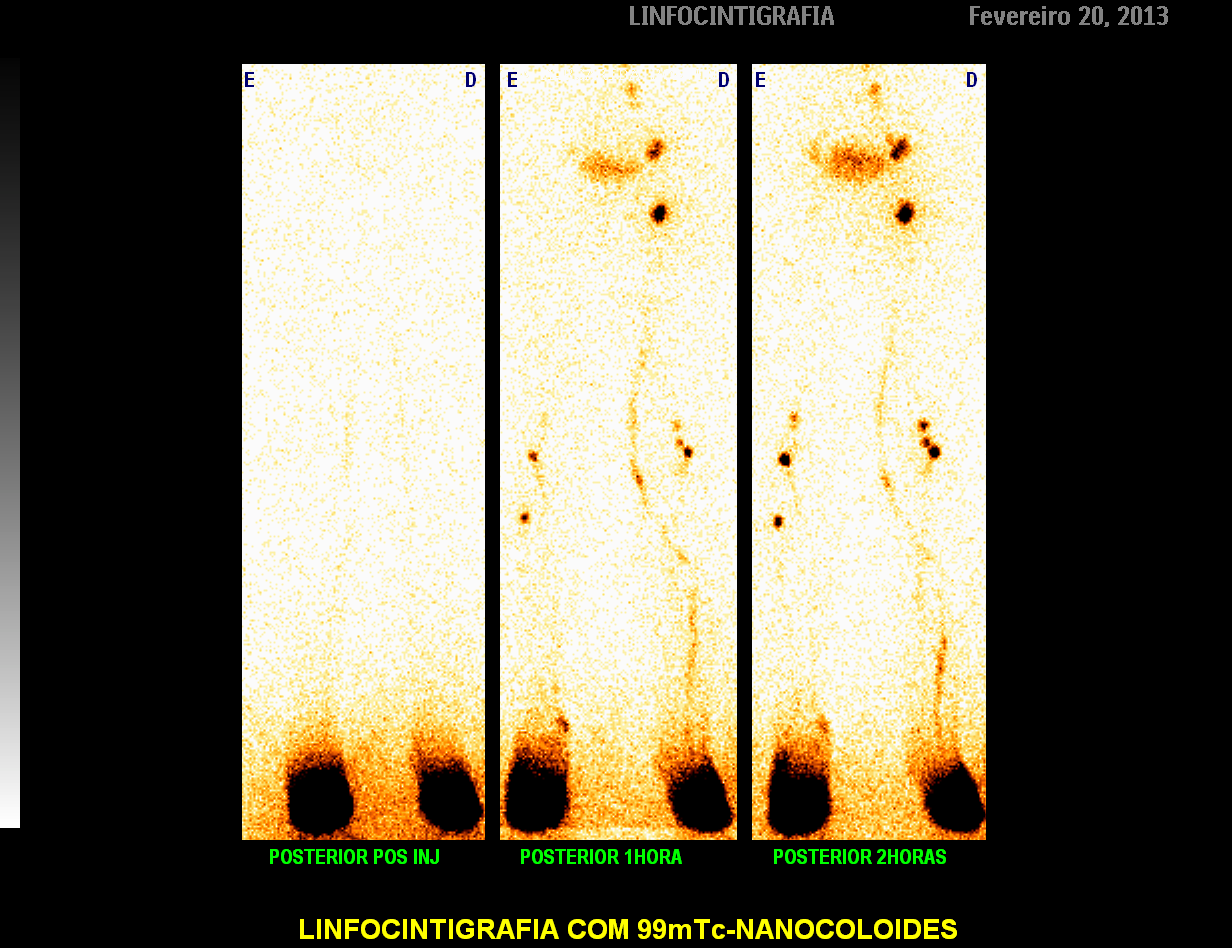 LINFOCINTIGRAFIA Fevereiro 20, 2013
E D E D E D
POSTERIOR POS INJ POSTERIOR 1HORA POSTERIOR 2HORAS
LINFOCINTIGRAFIA COM 99mTc-NANOCOLOIDES